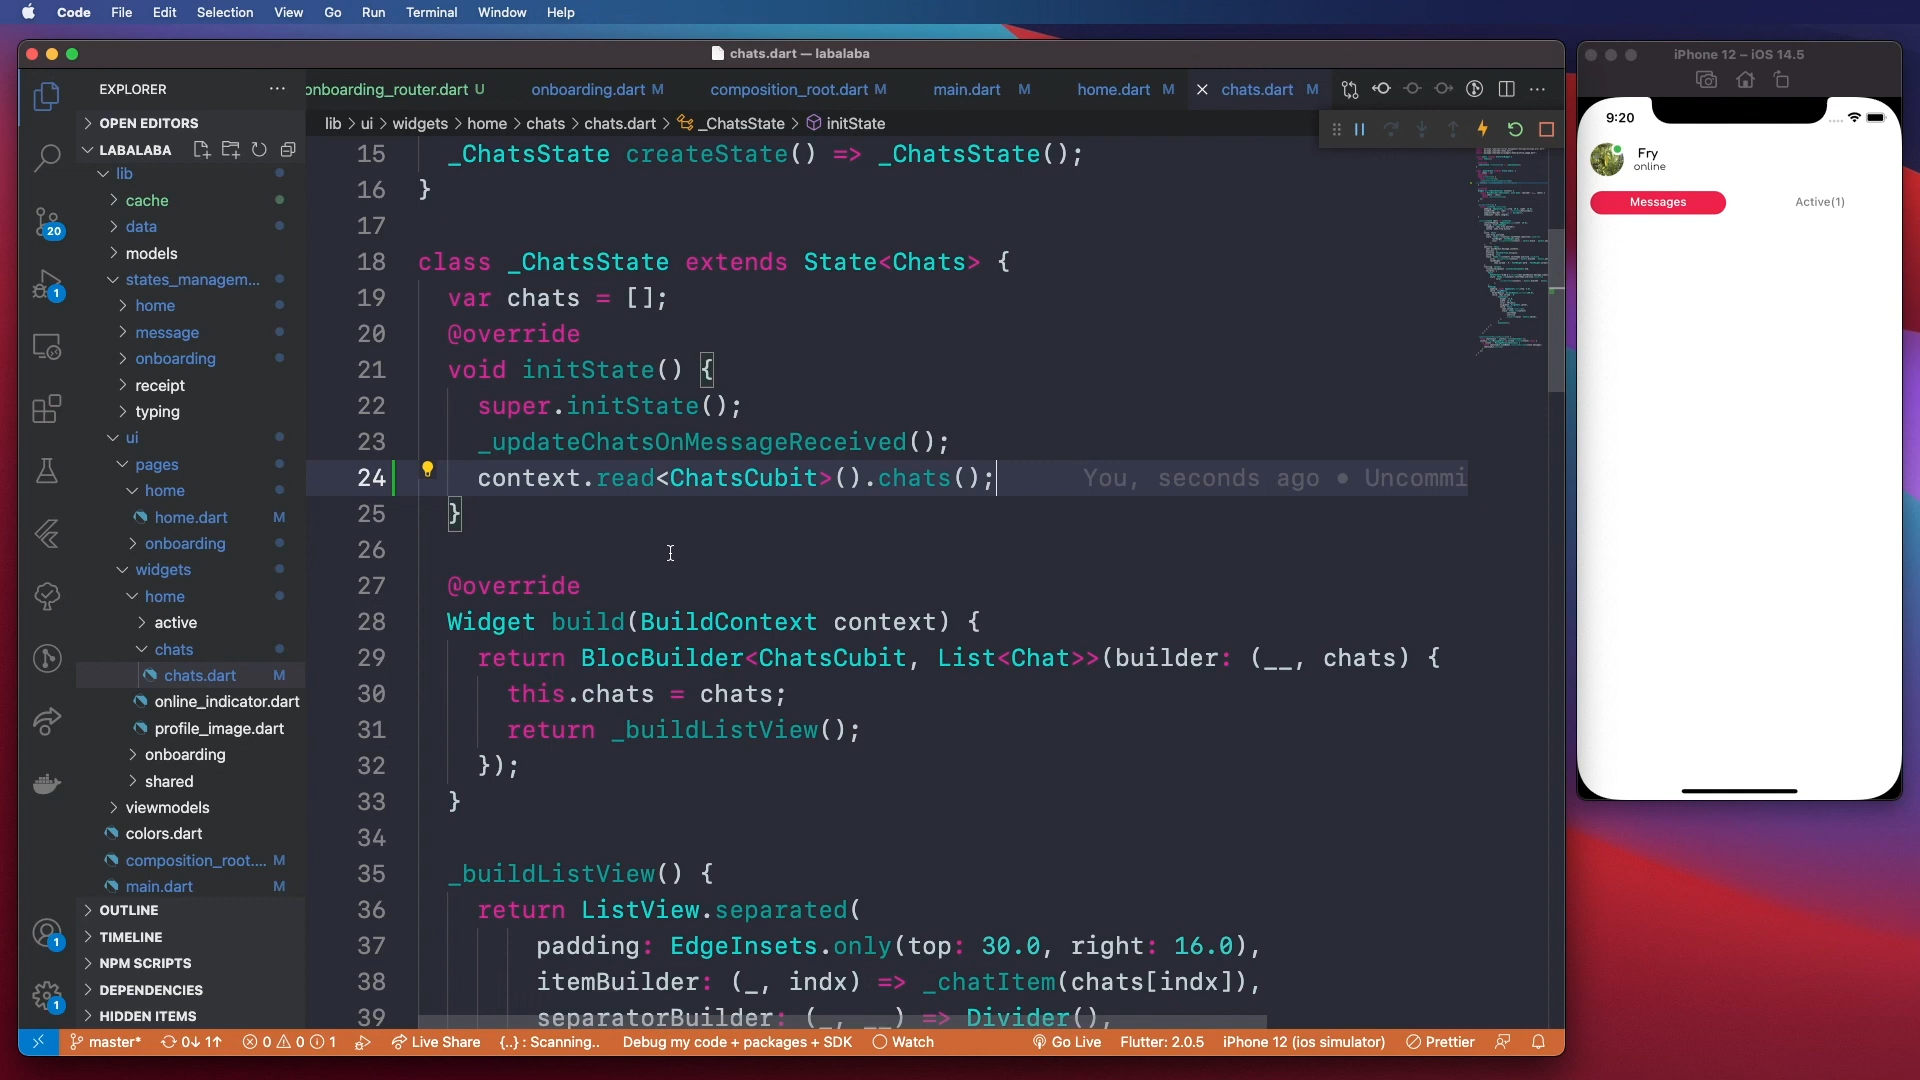 Code File Edit Selection View Go Run Terminal Window Help
chats.dart — labalaba
EXPLORER
onboarding_router.dart U
onboarding.dart M
composition_root.dart M
main.dart M
home.dart M
chats.dart M
lib > ui > widgets > home > chats > chats.dart > _ChatsState > initState
OPEN EDITORS
LABALABA
lib
cache
data
models
states_managem...
home
message
onboarding
receipt
typing
ui
pages
home
home.dart M
onboarding
widgets
home
active
chats
chats.dart M
online_indicator.dart
profile_image.dart
onboarding
shared
viewmodels
colors.dart
composition_root.... M
main.dart M
OUTLINE
TIMELINE
NPM SCRIPTS
DEPENDENCIES
HIDDEN ITEMS
20
1
1
1
15 _ChatsState createState() => _ChatsState();
16 }
17
18 class _ChatsState extends State<Chats> {
19 var chats = [];
20 @override
21 void initState() {
22 super.initState();
23 _updateChatsOnMessageReceived();
24 context.read<ChatsCubit>().chats(); You, seconds ago • Uncommi
25 }
26
27 @override
28 Widget build(BuildContext context) {
29 return BlocBuilder<ChatsCubit, List<Chat>>(builder: (__, chats) {
30 this.chats = chats;
31 return _buildListView();
32 });
33 }
34
35 _buildListView() {
36 return ListView.separated(
37 padding: EdgeInsets.only(top: 30.0, right: 16.0),
38 itemBuilder: (_, indx) => _chatItem(chats[indx]),
39 separatorBuilder: (_, __) => Divider(),
master* 0↓ 1↑ 0 0 1 Live Share {..} : Scanning.. Debug my code + packages + SDK Watch Go Live Flutter: 2.0.5 iPhone 12 (ios simulator) Prettier
iPhone 12 – iOS 14.5
9:20
Fry
online
Messages
Active(1)